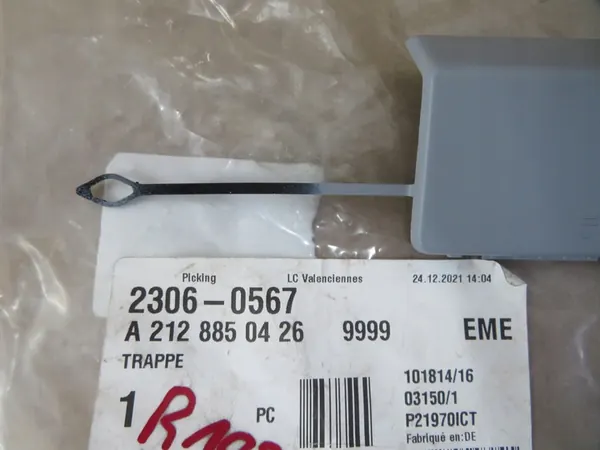 Picking LC Valenciennes 24.12.2021 14:04
2306-0567
A 212 885 04 26 9999 EME
TRAPPE
101814/16
03150/1
1 PC P21970ICT
Fabriqué en:DE